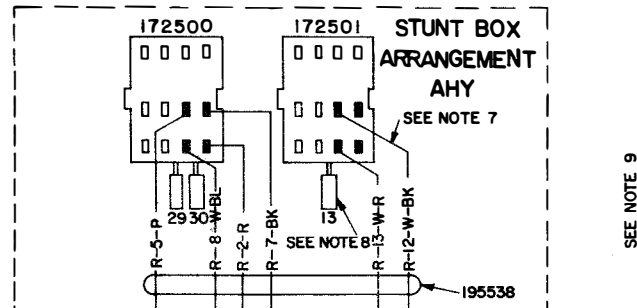 172500
172501
STUNT BOX
ARRANGEMENT
AHY
SEE NOTE 7
29 30
13
SEE NOTE 8
R-5-P
R-8-W-BL
R-2-R
R-7-BK
R-13-W-R
R-12-W-BK
195538
SEE NOTE 9